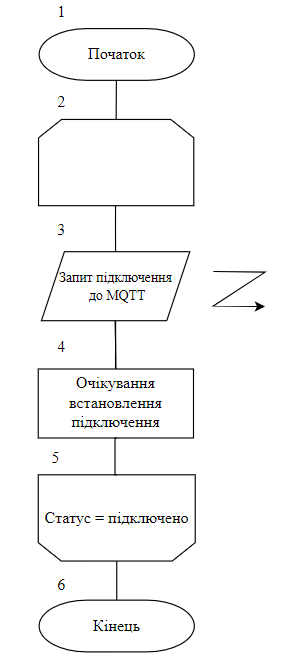 1
Початок
2
3
Запит підключення
до MQTT
4
Очікування
встановлення
підключення
5
Статус = підключено
6
Кінець